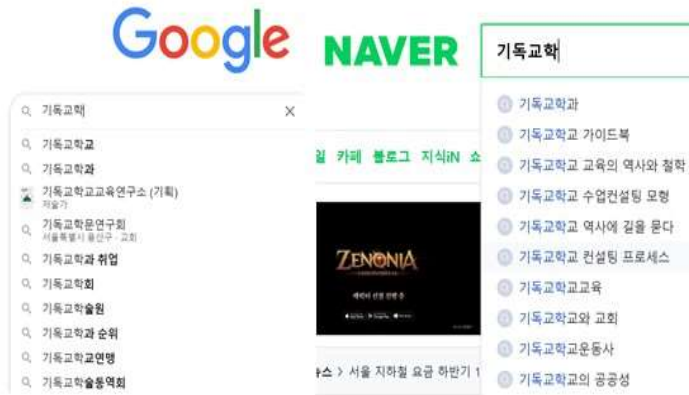 Google
기독교학
기독교학교
기독교학과
기독교학교교육연구소 (기획)
저술가
기독교학문연구회
서울특별시 용산구 - 교회
기독교학과 취업
기독교학회
기독교학술원
기독교학과 순위
기독교학교연맹
기독교학술동역회
NAVER
기독교학
일 카페 블로그 지식iN 쇼
ZENONIA
뉴스 > 서울 지하철 요금 하반기 1
기독교학과
기독교학교 가이드북
기독교학교 교육의 역사와 철학
기독교학교 수업컨설팅 모형
기독교학교 역사에 길을 묻다
기독교학교 컨설팅 프로세스
기독교학교교육
기독교학교와 교회
기독교학교운동사
기독교학교의 공공성